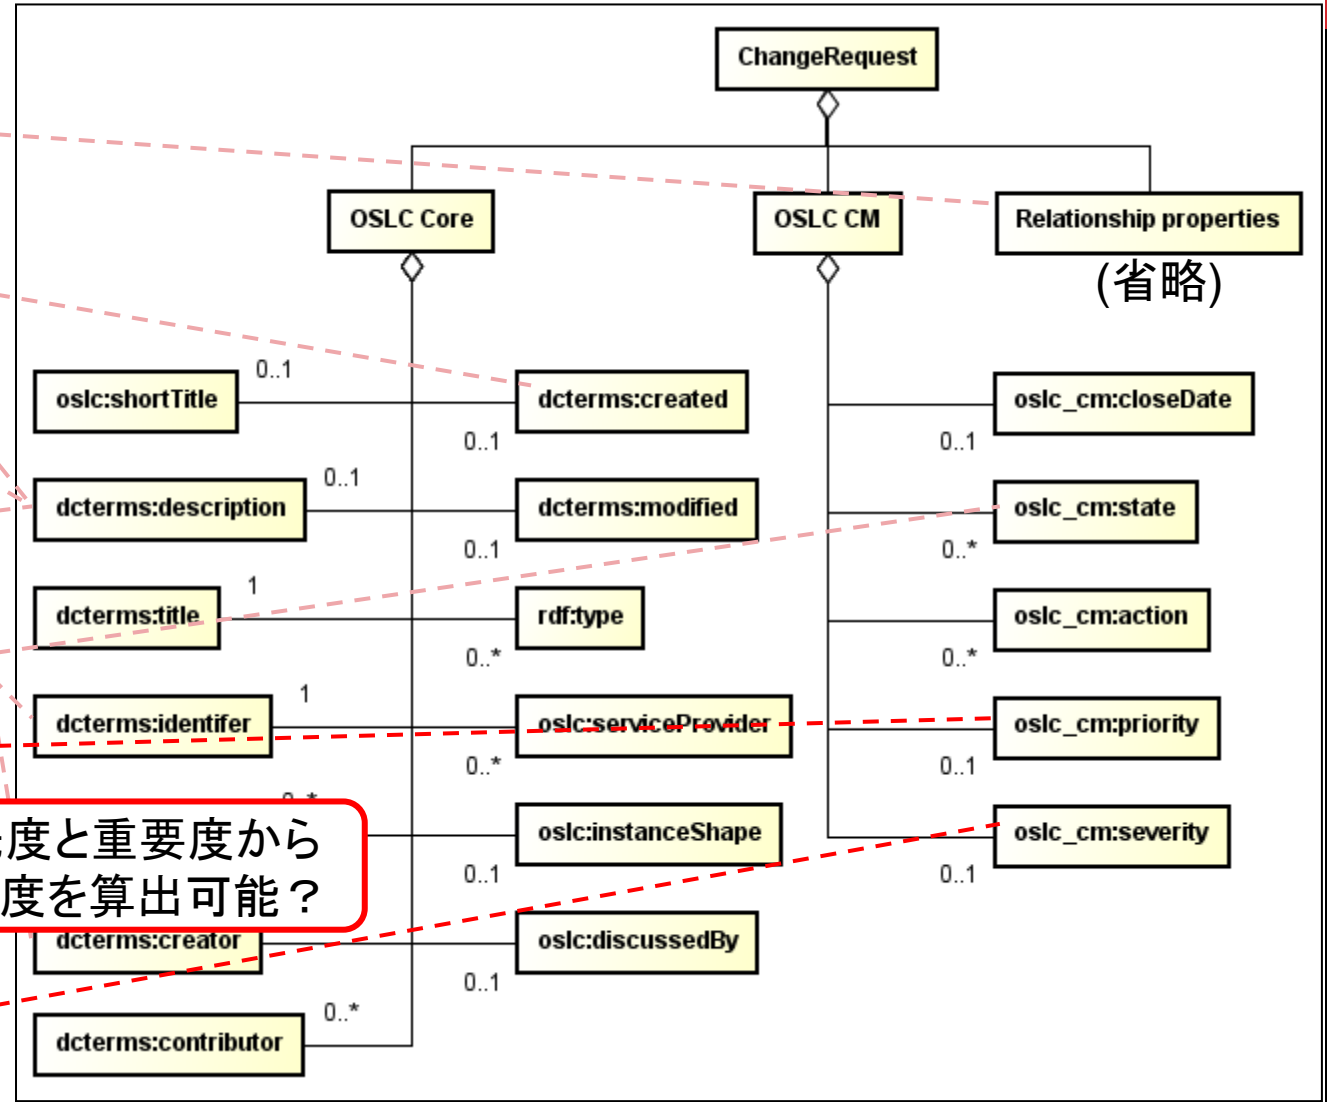 ChangeRequest
OSLC Core
OSLC CM
Relationship properties
(省略)
0..1
oslc:shortTitle
dcterms:created
oslc_cm:closeDate
0..1
0..1
0..1
dcterms:description
dcterms:modified
oslc_cm:state
0..1
0..*
1
dcterms:title
rdf:type
oslc_cm:action
0..*
0..*
1
dcterms:identifer
oslc:serviceProvider
oslc_cm:priority
0..*
0..1
0..*
度と重要度から
度を算出可能？
oslc:instanceShape
oslc_cm:severity
0..1
0..1
dcterms:creator
oslc:discussedBy
0..1
0..*
dcterms:contributor